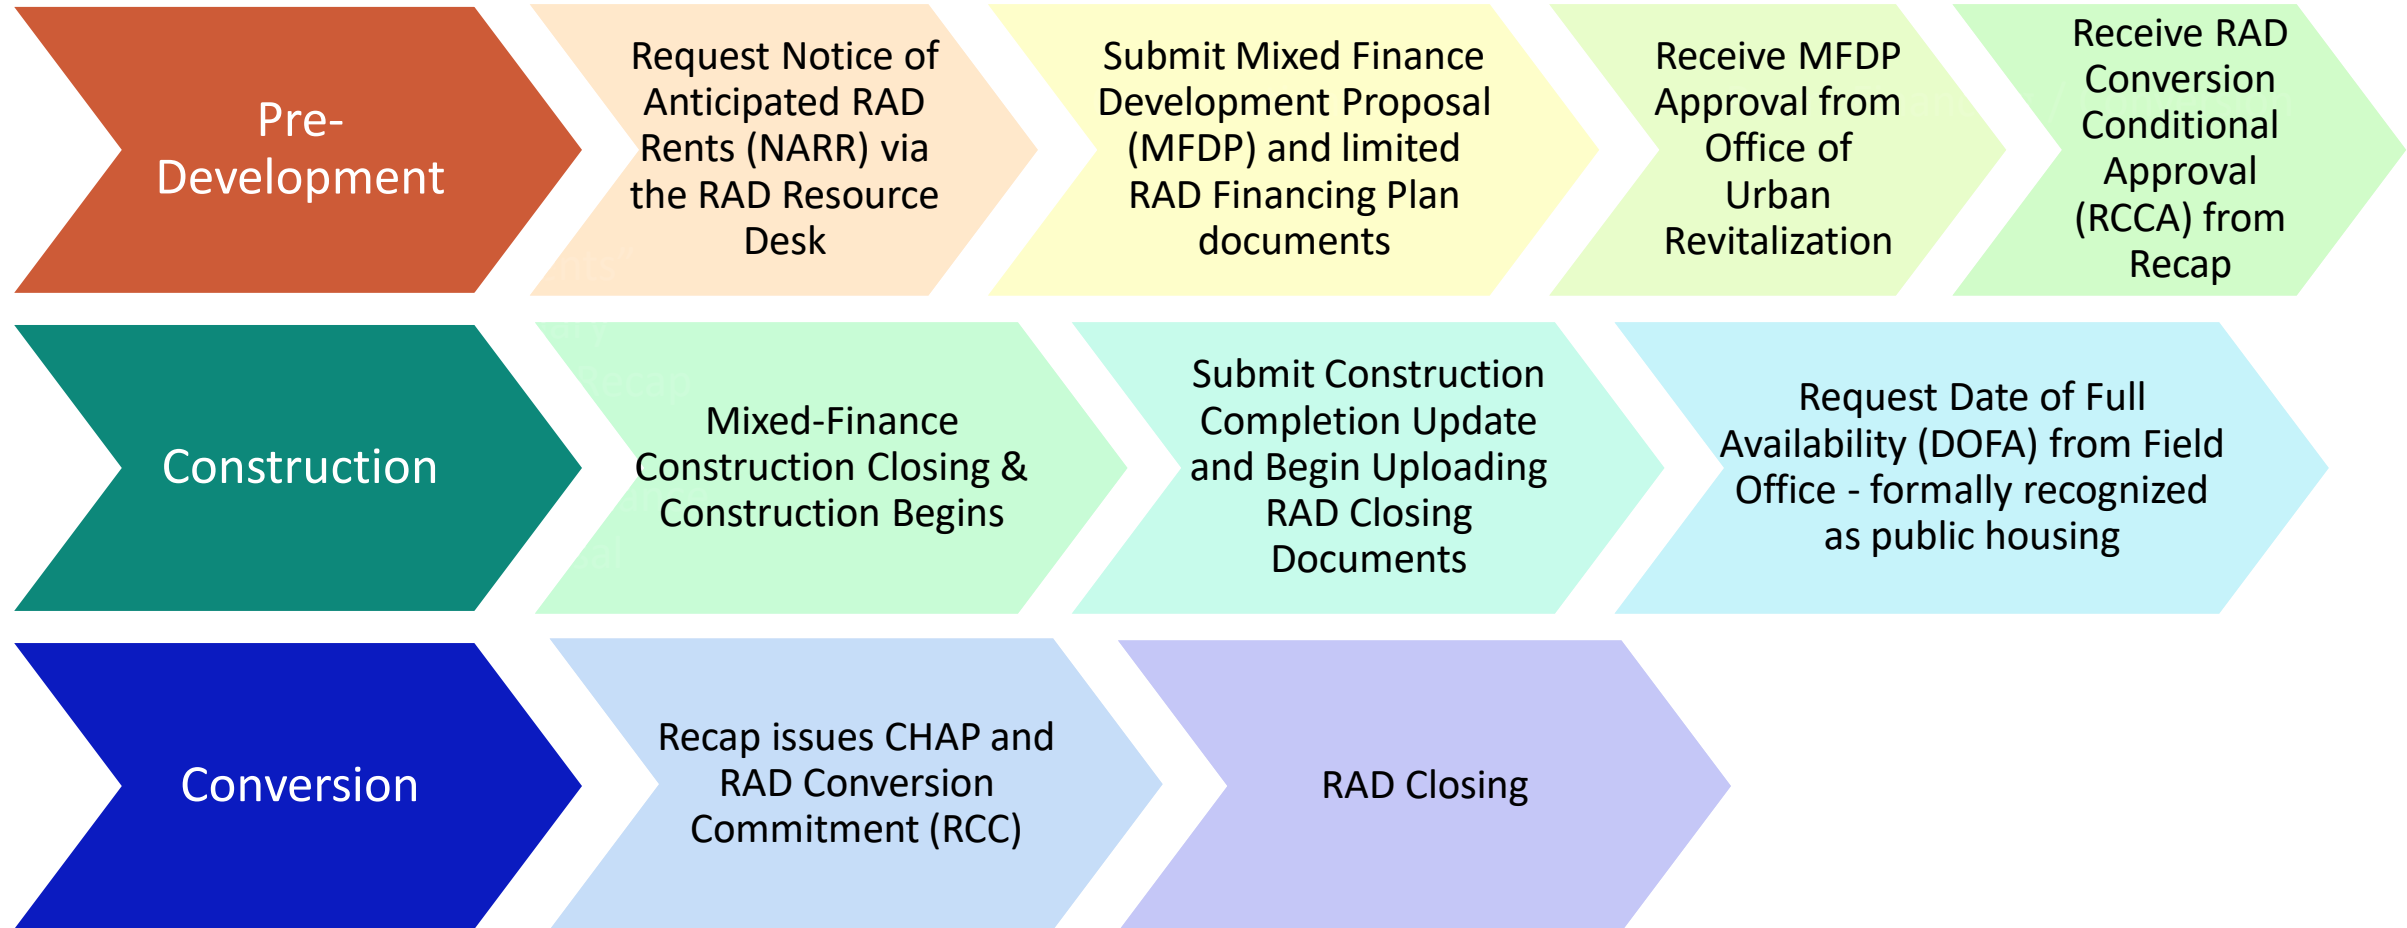 Pre-
Development
Request Notice of
Anticipated RAD
Rents (NARR) via
the RAD Resource
Desk
Submit Mixed Finance
Development Proposal
(MFDP) and limited
RAD Financing Plan
documents
Receive MFDP
Approval from
Office of
Urban
Revitalization
Receive RAD
Conversion
Conditional
Approval
(RCCA) from
Recap
Construction
Mixed-Finance
Construction Closing &
Construction Begins
Submit Construction
Completion Update
and Begin Uploading
RAD Closing
Documents
Request Date of Full
Availability (DOFA) from Field
Office - formally recognized
as public housing
Conversion
Recap issues CHAP and
RAD Conversion
Commitment (RCC)
RAD Closing